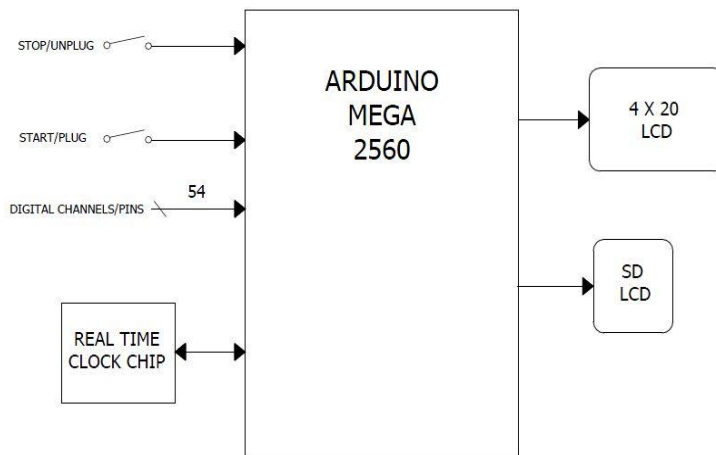 STOP/UNPLUG
START/PLUG
54
DIGITAL CHANNELS/PINS
REAL TIME
CLOCK CHIP
ARDUINO
MEGA
2560
4 X 20
LCD
SD
LCD